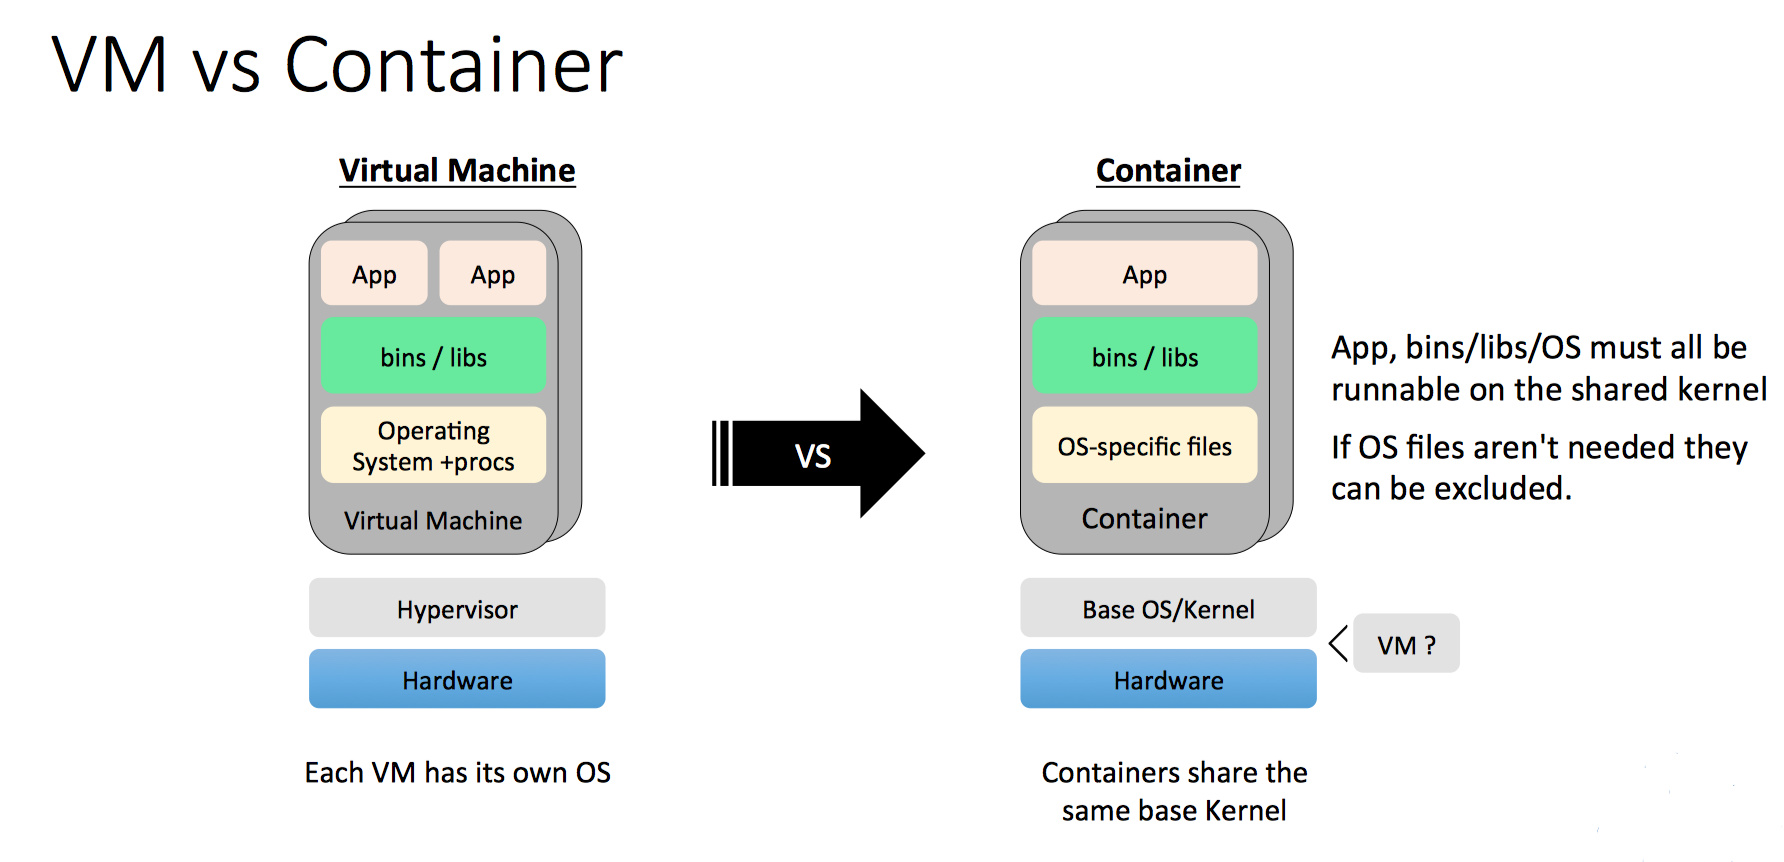 VM vs Container
Virtual Machine
App
App
bins / libs
Operating
System +procs
Virtual Machine
Hypervisor
Hardware
Each VM has its own OS
VS
Container
App
bins / libs
OS-specific files
Container
Base OS/Kernel
Hardware
VM ?
Containers share the
same base Kernel
App, bins/libs/OS must all be
runnable on the shared kernel
If OS files aren't needed they
can be excluded.